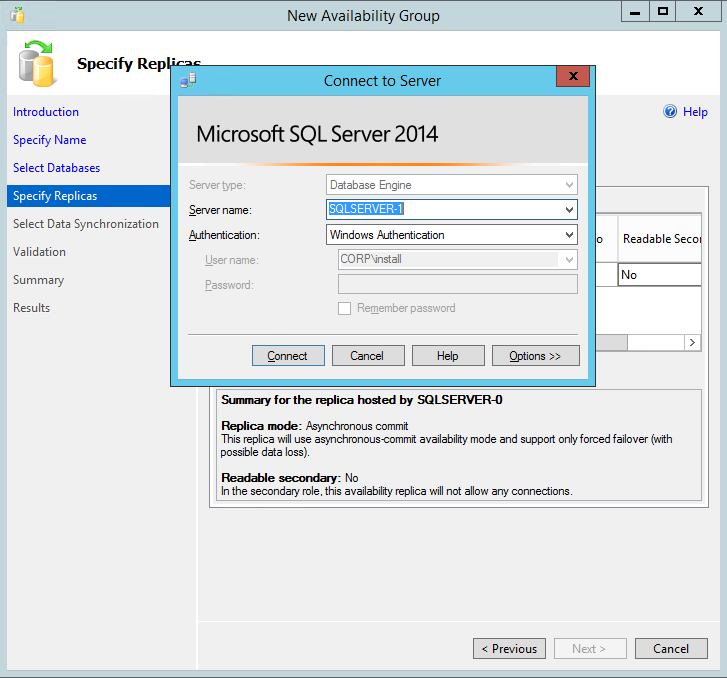 New Availability Group
Specify Replicas
Introduction
Specify Name
Select Databases
Specify Replicas
Select Data Synchronization
Validation
Summary
Results
Help
Connect to Server
Microsoft SQL Server 2014
Server type: Database Engine
Server name: SQLSERVER-1
Authentication: Windows Authentication
User name: CORP\install
Password:
Remember password
Connect Cancel Help Options >>
Readable Secon
No
Summary for the replica hosted by SQLSERVER-0
Replica mode: Asynchronous commit
This replica will use asynchronous-commit availability mode and support only forced failover (with
possible data loss).
Readable secondary: No
In the secondary role, this availability replica will not allow any connections.
< Previous Next > Cancel